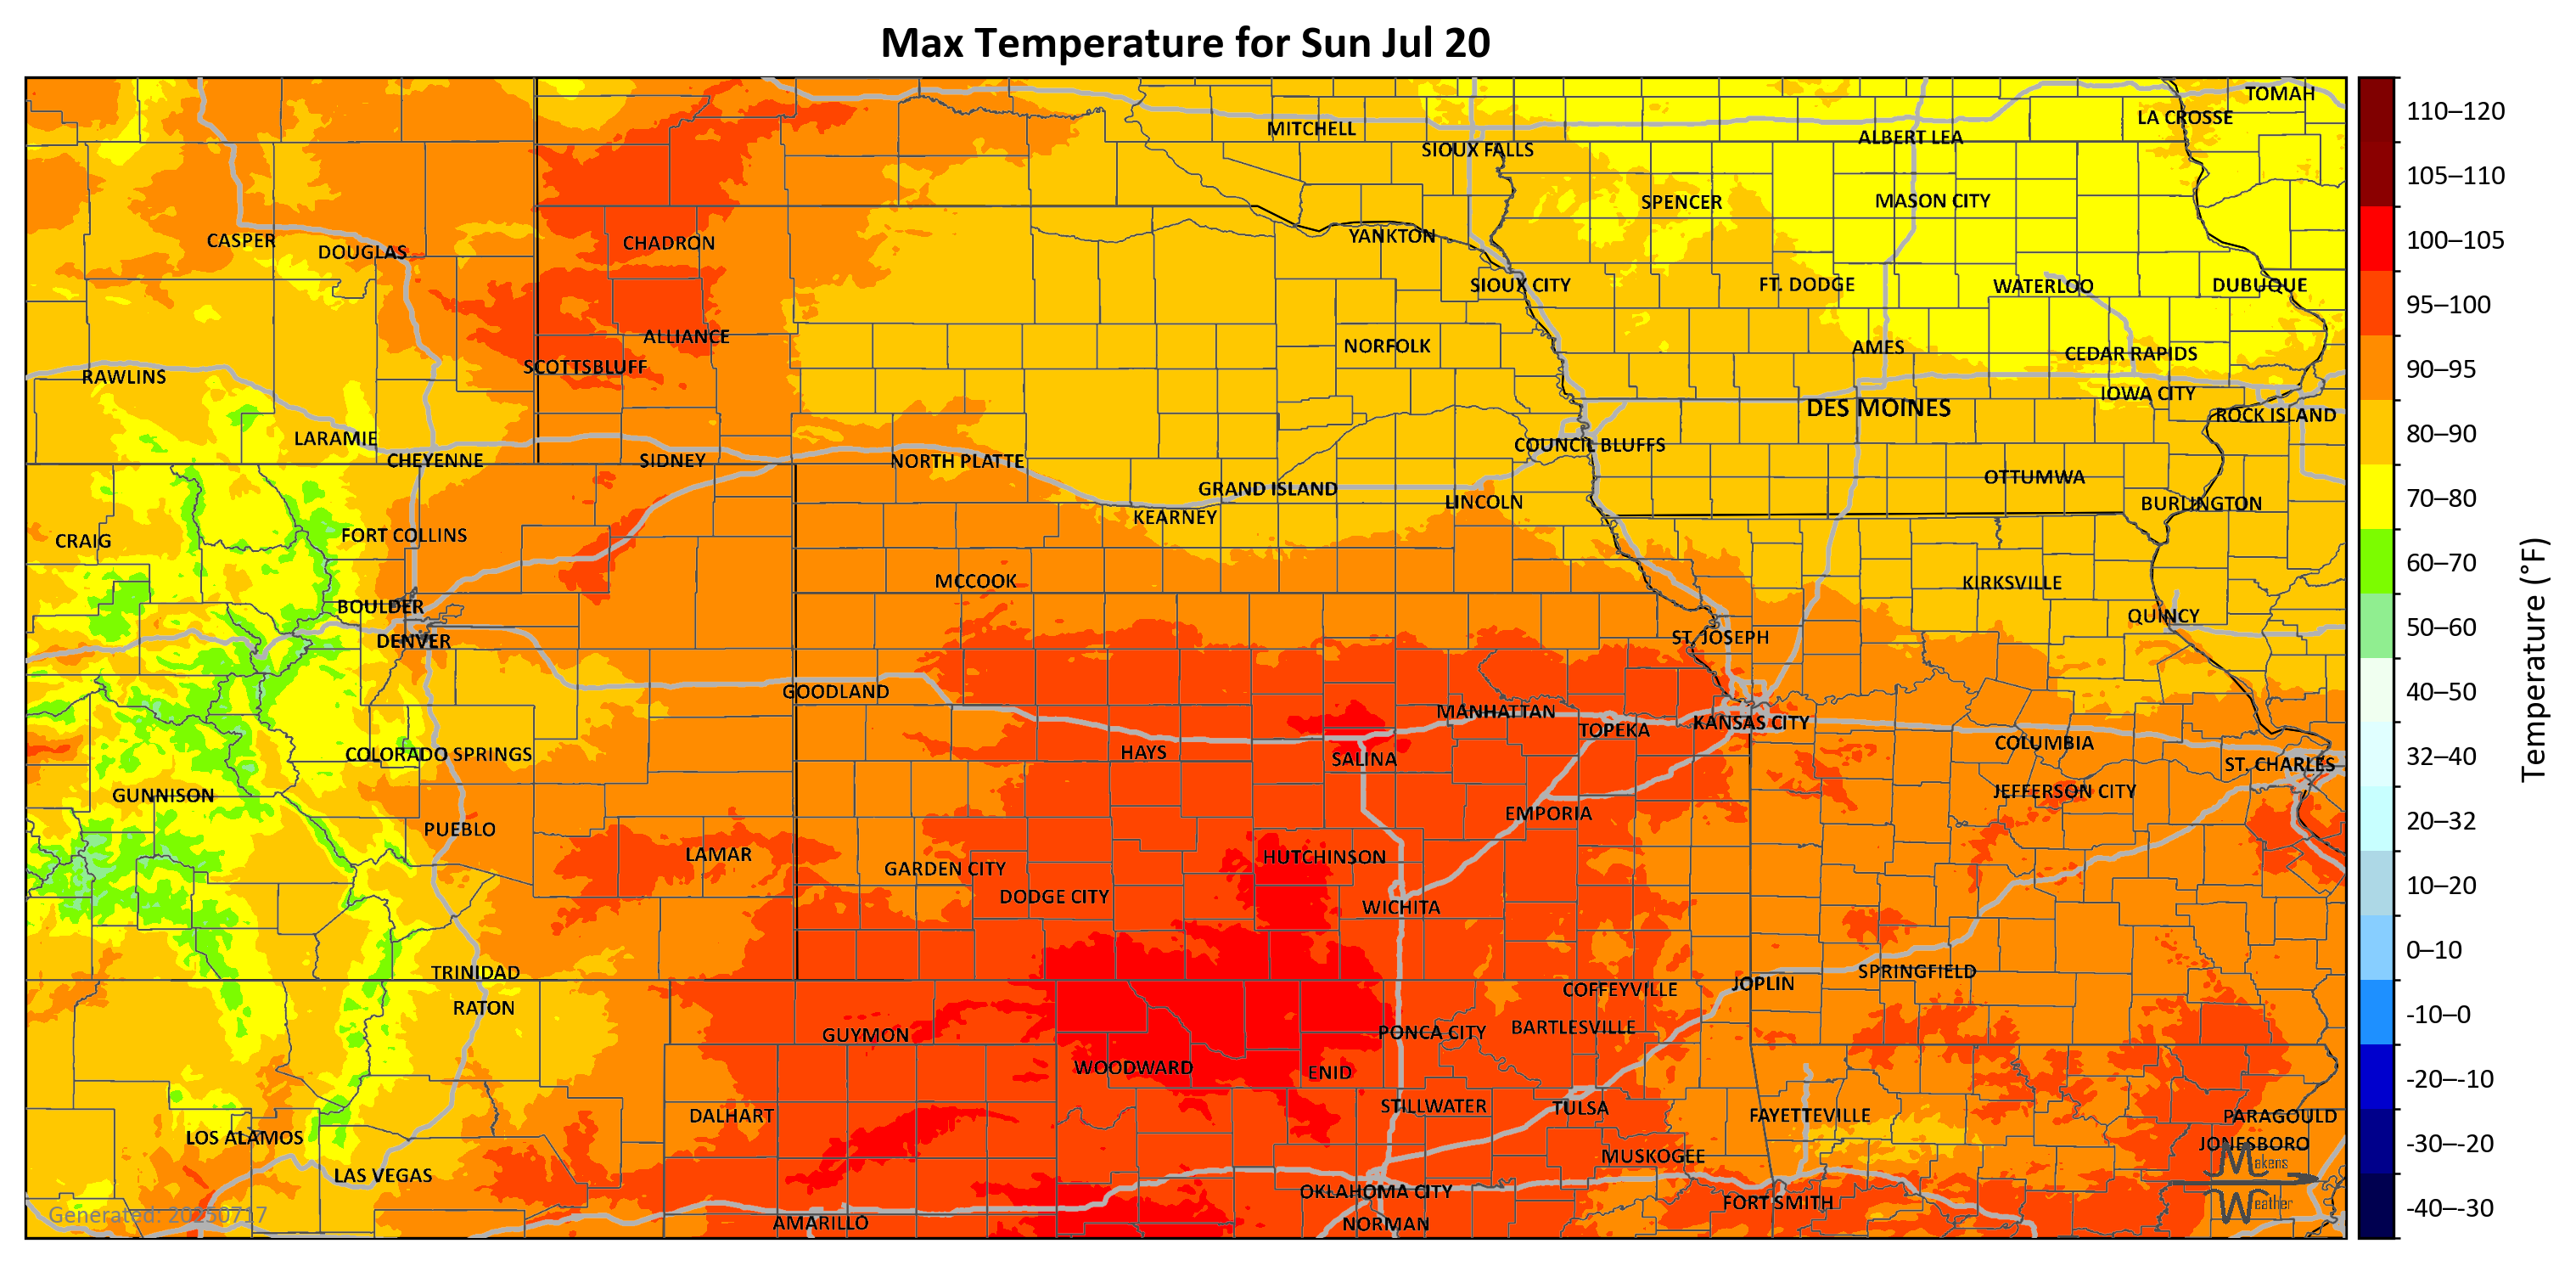 Max Temperature for Sun Jul 20
TOMAH
LA CROSSE
MITCHELL
ALBERT LEA
SIOUX FALLS
SPENCER
MASON CITY
CASPER
DOUGLAS
CHADRON
YANKTON
SIOUX CITY
FT. DODGE
WATERLOO
DUBUQUE
ALLIANCE
NORFOLK
AMES
CEDAR RAPIDS
SCOTTSBLUFF
RAWLINS
IOWA CITY
DES MOINES
ROCK ISLAND
LARAMIE
COUNCIL BLUFFS
CHEYENNE
SIDNEY
NORTH PLATTE
OTTUMWA
GRAND ISLAND
LINCOLN
BURLINGTON
KEARNEY
FORT COLLINS
CRAIG
MCCOOK
KIRKSVILLE
BOULDER
QUINCY
DENVER
ST. JOSEPH
GOODLAND
MANHATTAN
TOPEKA
KANSAS CITY
COLUMBIA
HAYS
SALINA
COLORADO SPRINGS
ST. CHARLES
GUNNISON
JEFFERSON CITY
EMPORIA
PUEBLO
LAMAR
HUTCHINSON
GARDEN CITY
DODGE CITY
WICHITA
TRINIDAD
SPRINGFIELD
JOPLIN
COFFEYVILLE
RATON
GUYMON
PONCA CITY
BARTLESVILLE
WOODWARD
ENID
STILLWATER
TULSA
DALHART
FAYETTEVILLE
PARAGOULD
LOS ALAMOS
JONESBORO
MUSKOGEE
LAS VEGAS
OKLAHOMA CITY
FORT SMITH
AMARILLO
NORMAN
Generated: 20250717
Makens
Weather
110–120
105–110
100–105
95–100
90–95
80–90
70–80
60–70
50–60
40–50
32–40
20–32
10–20
0–10
-10–0
-20–-10
-30–-20
-40–-30
Temperature (°F)